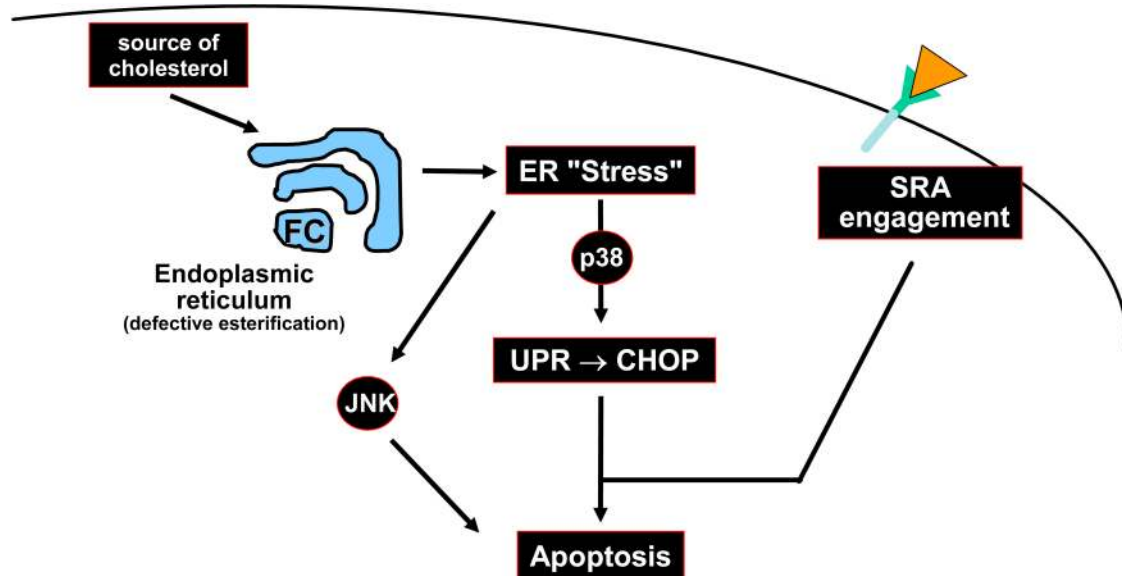 source of
cholesterol
FC
Endoplasmic
reticulum
(defective esterification)
ER "Stress"
p38
UPR → CHOP
JNK
SRA
engagement
Apoptosis